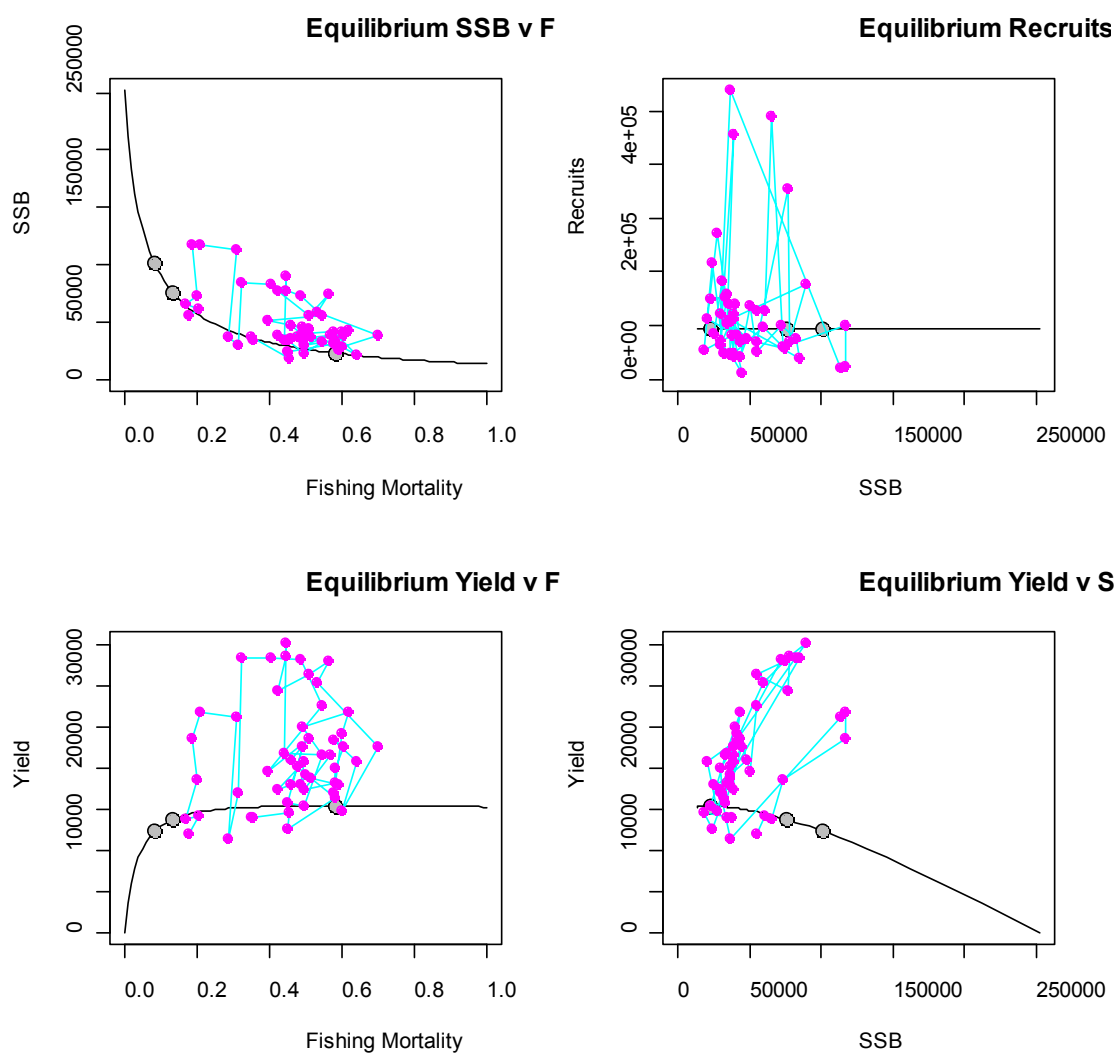 Equilibrium SSB v F
Equilibrium Recruits
SSB
0
50000
150000
250000
0.0 0.2 0.4 0.6 0.8 1.0
Fishing Mortality
Recruits
0e+00
2e+05
4e+05
0 50000 150000 250000
SSB
Equilibrium Yield v F
Equilibrium Yield v S
Yield
0
10000
20000
30000
0.0 0.2 0.4 0.6 0.8 1.0
Fishing Mortality
Yield
0
10000
20000
30000
0 50000 150000 250000
SSB